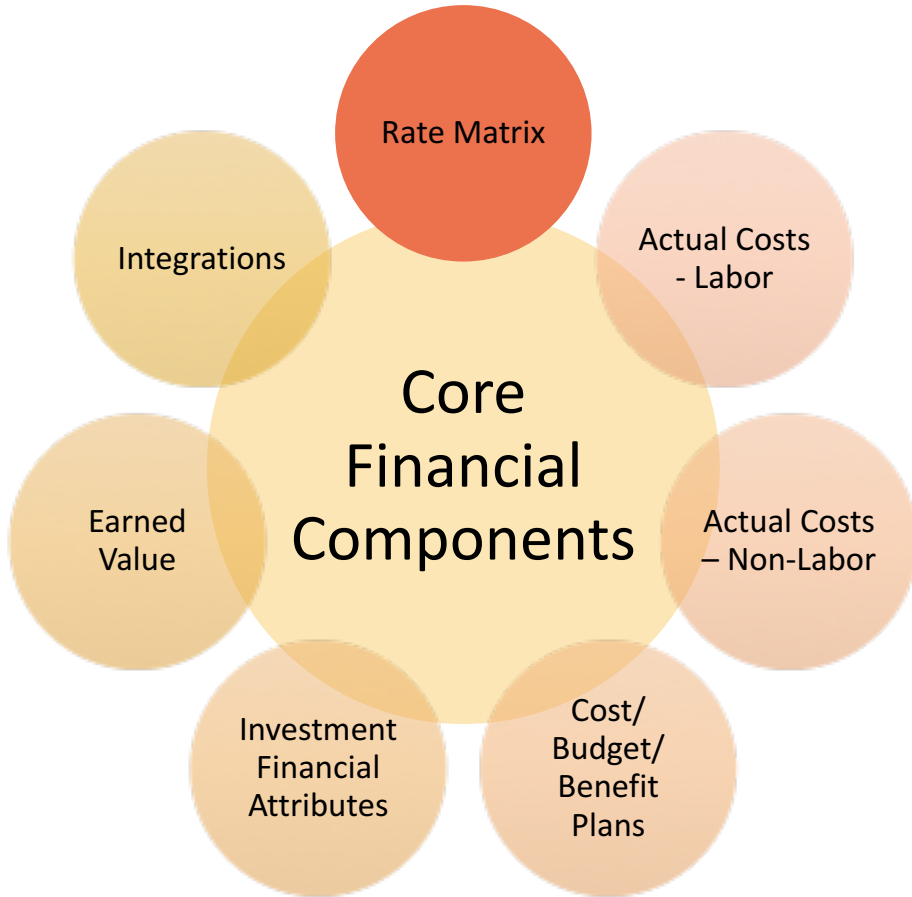 Rate Matrix
Actual Costs
- Labor
Actual Costs
– Non-Labor
Cost/
Budget/
Benefit
Plans
Investment
Financial
Attributes
Earned
Value
Integrations
Core
Financial
Components